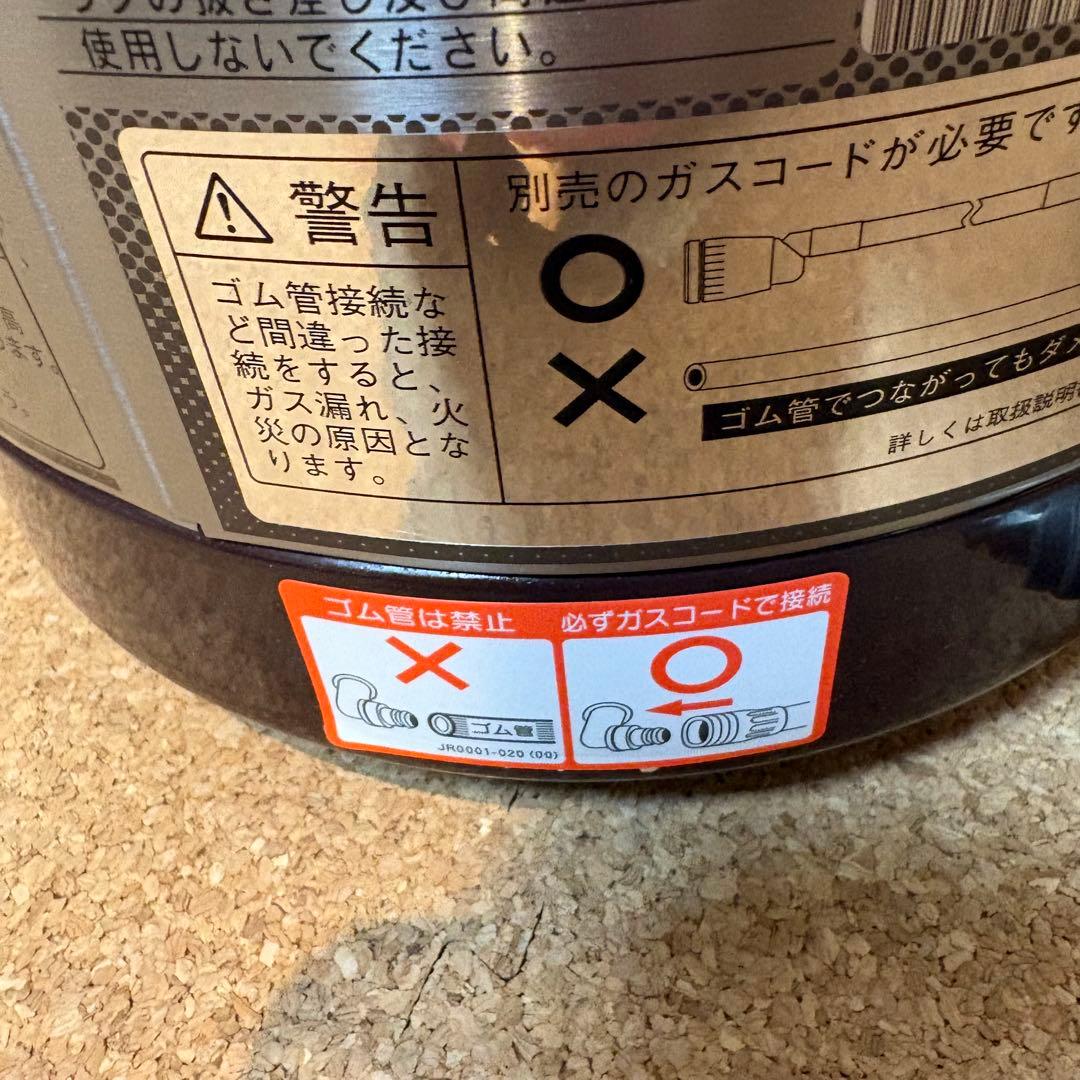 使用しないでください。
警告
ゴム管接続な
ど間違った接
続をすると、
ガス漏れ、火
災の原因とな
ります。
別売のガスコードが必要です
ゴム管でつながってもダメ
詳しくは取扱説明
ゴム管は禁止
ゴム管
JR0001-020 (00)
必ずガスコードで接続